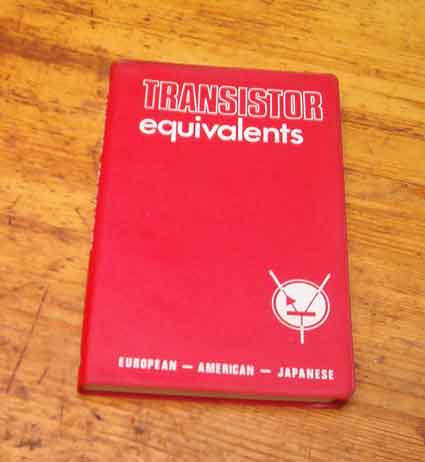 TRANSISTOR
equivalents
EUROPEAN — AMERICAN — JAPANESE